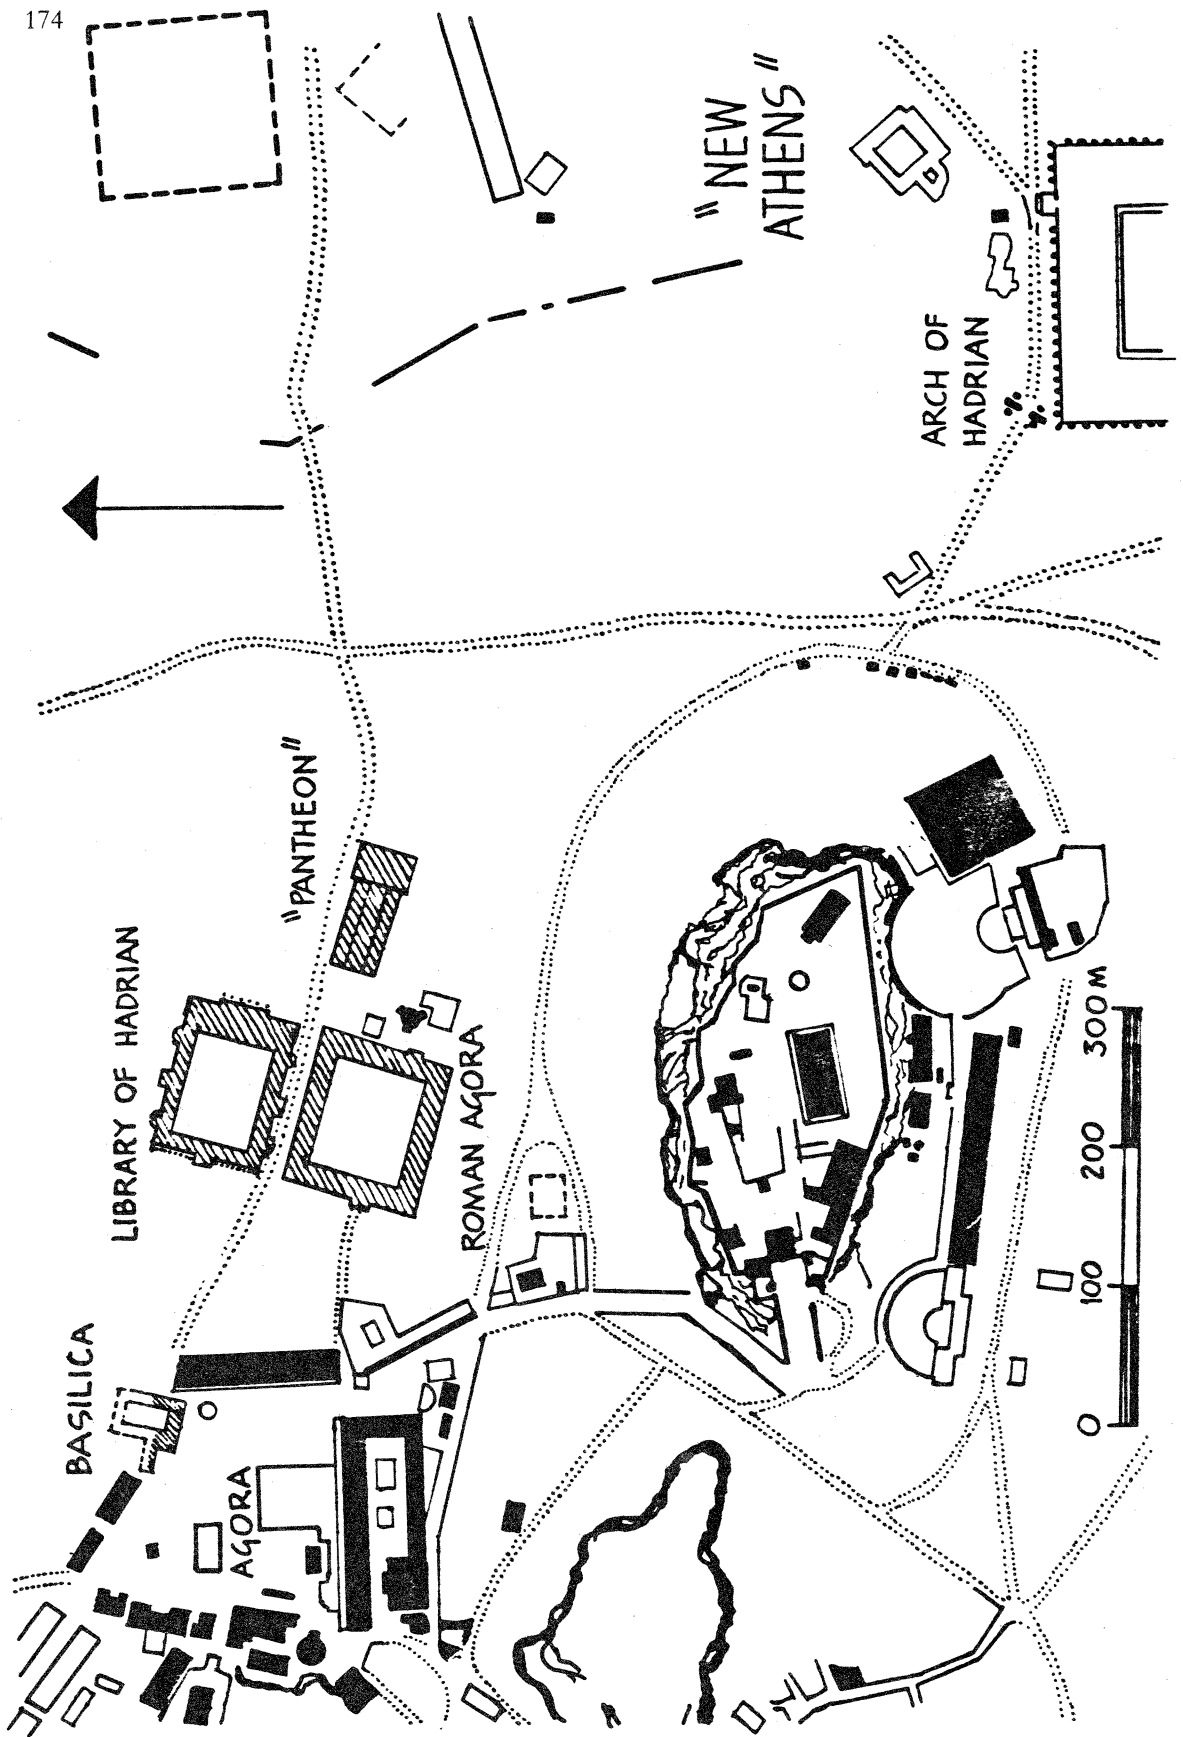 174
"NEW
ATHENS"
ARCH OF
HADRIAN
"PANTHEON"
LIBRARY OF HADRIAN
ROMAN AGORA
BASILICA
AGORA
0 100 200 300 M